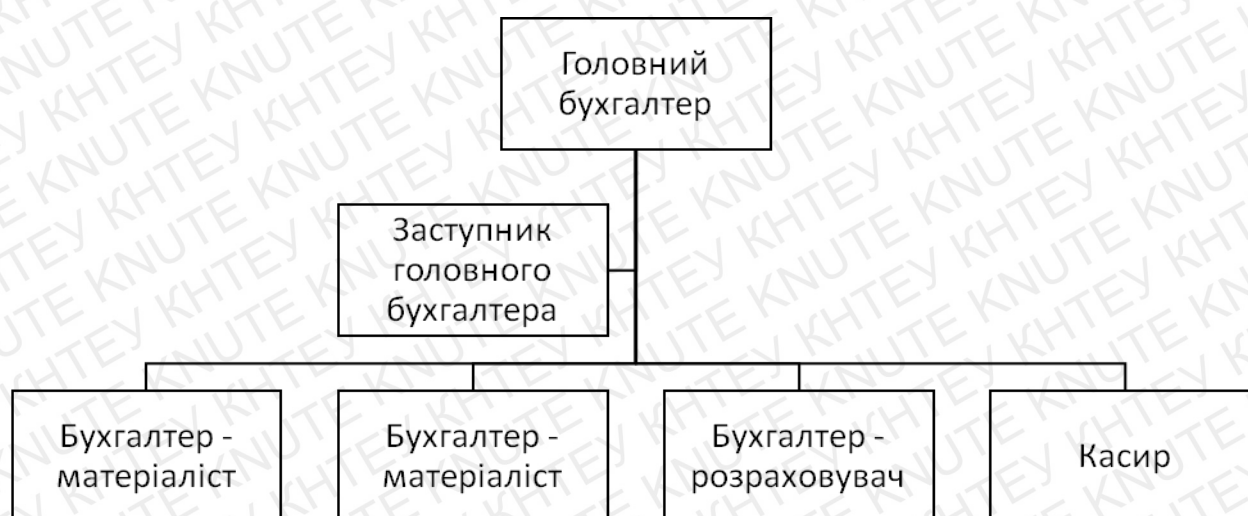 Головний
бухгалтер
Заступник
головного
бухгалтера
Бухгалтер -
матеріаліст
Бухгалтер -
матеріаліст
Бухгалтер -
розраховувач
Касир